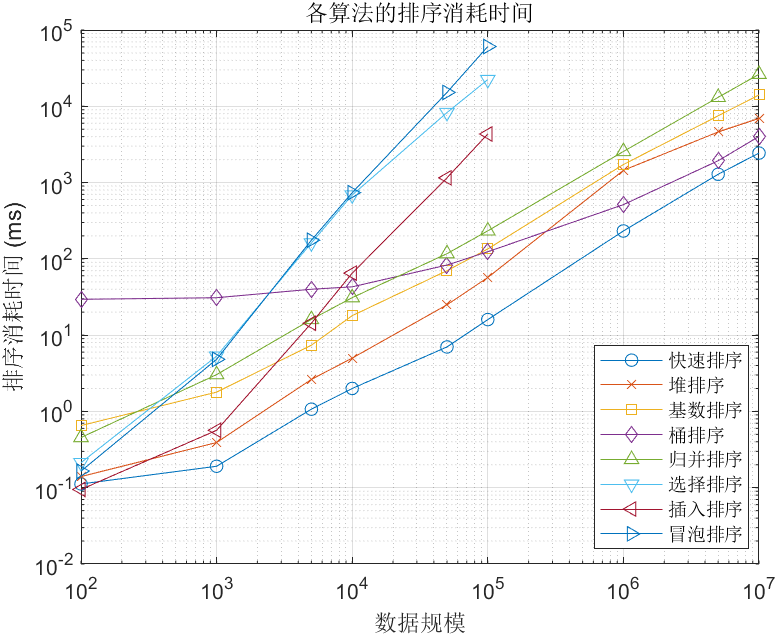 各算法的排序消耗时间
10^5
10^4
10^3
10^2
10^1
10^0
10^-1
10^-2
排序消耗时间 (ms)
快速排序
堆排序
基数排序
桶排序
归并排序
选择排序
插入排序
冒泡排序
10^2 10^3 10^4 10^5 10^6 10^7
数据规模